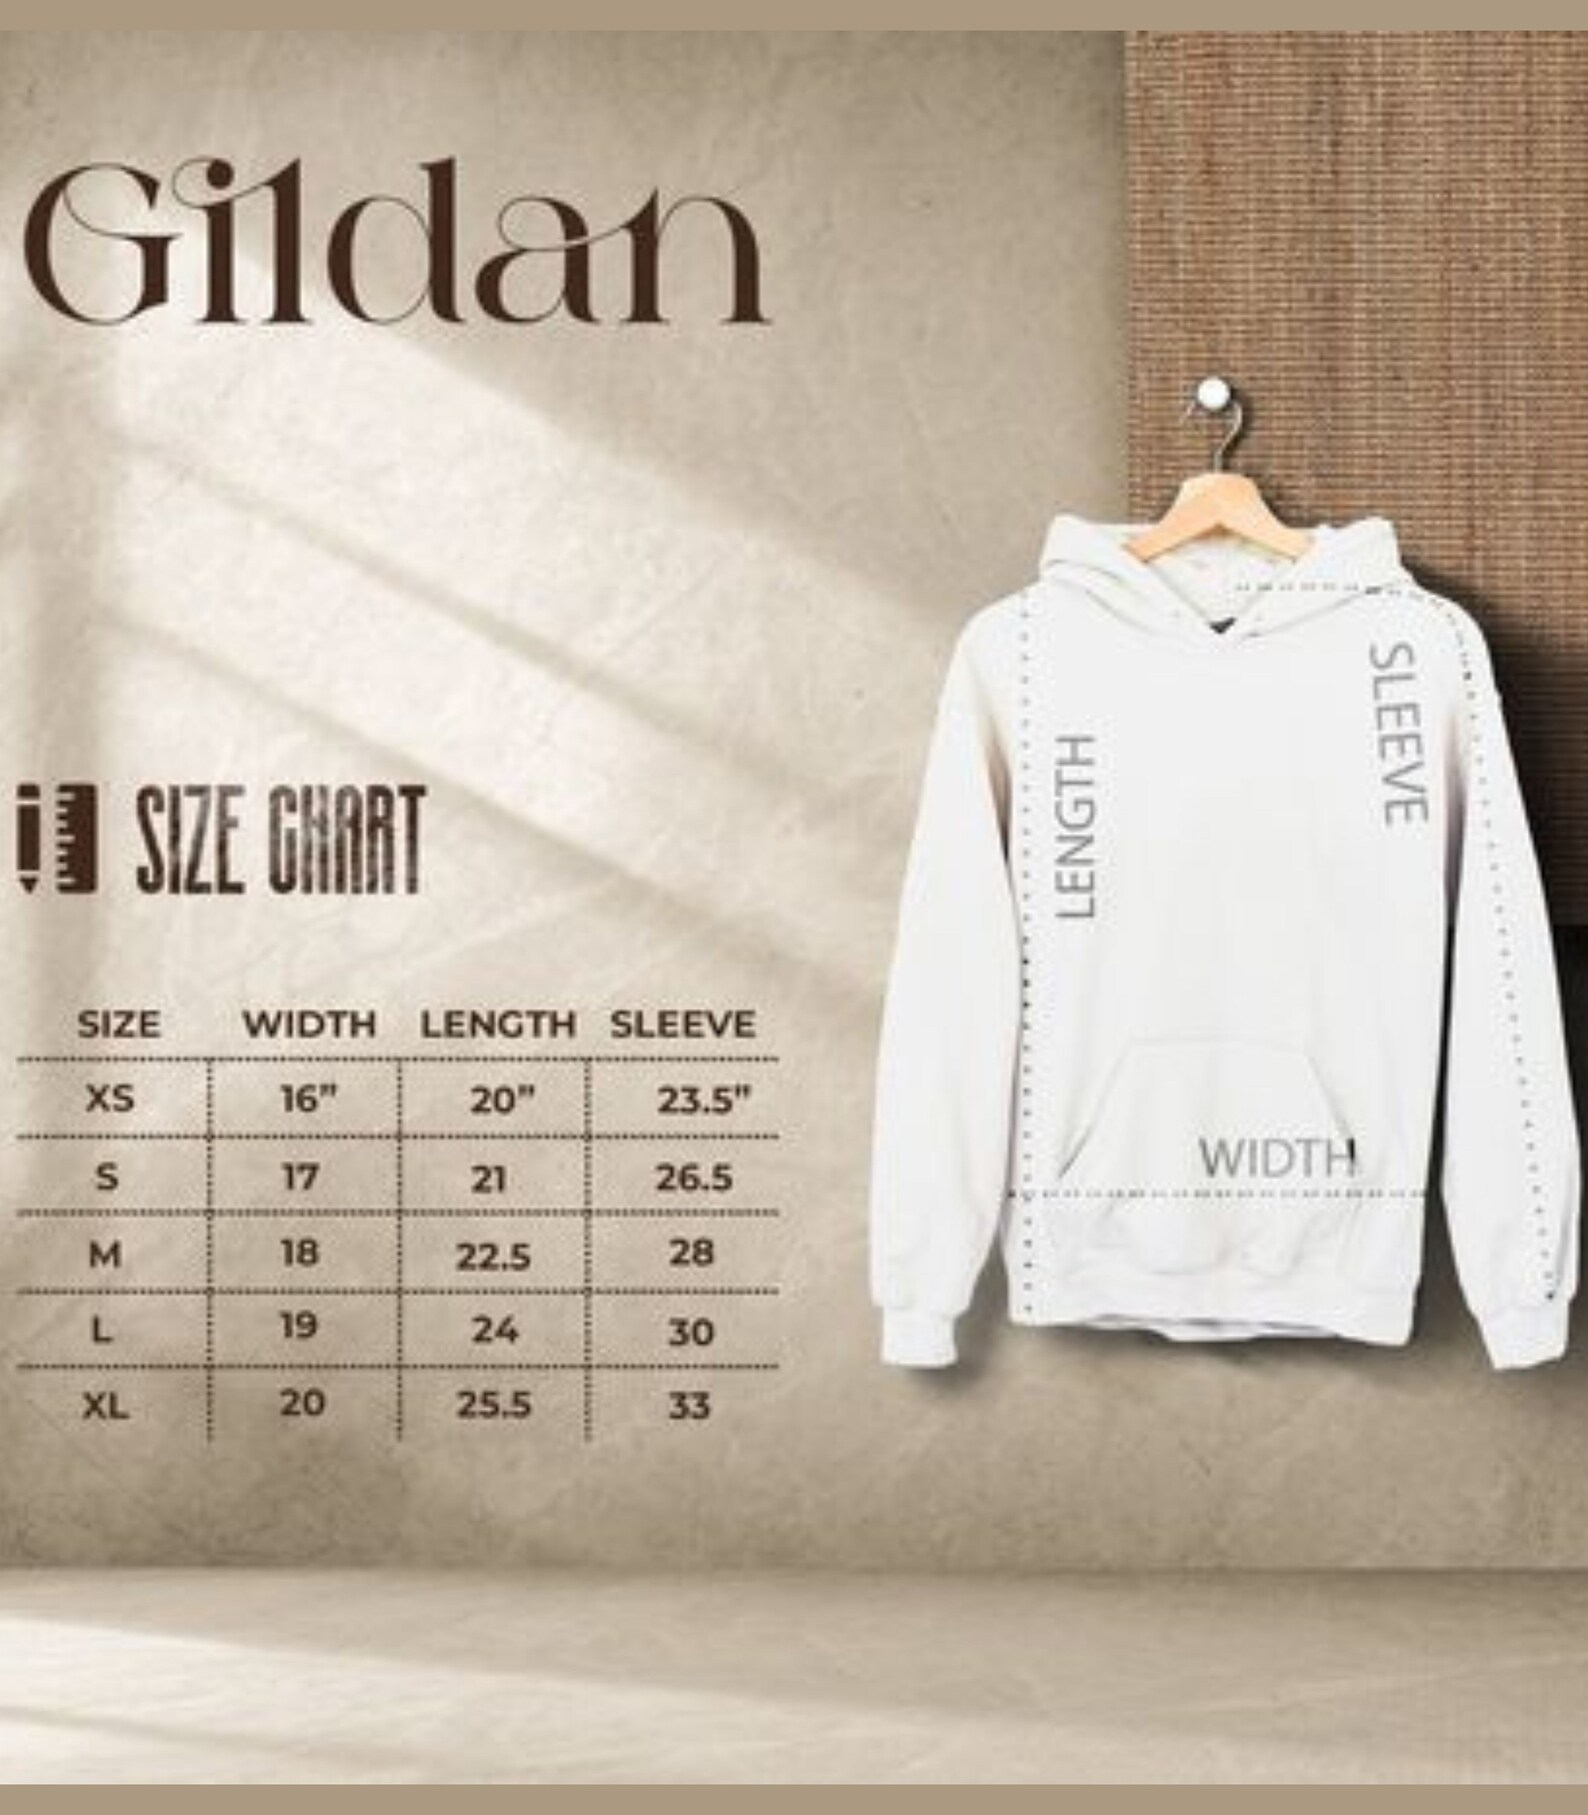 Gildan
SIZE CHART
SIZE WIDTH LENGTH SLEEVE
XS 16” 20” 23.5”
S 17 21 26.5
M 18 22.5 28
L 19 24 30
XL 20 25.5 33
LENGTH
SLEEVE
WIDTH